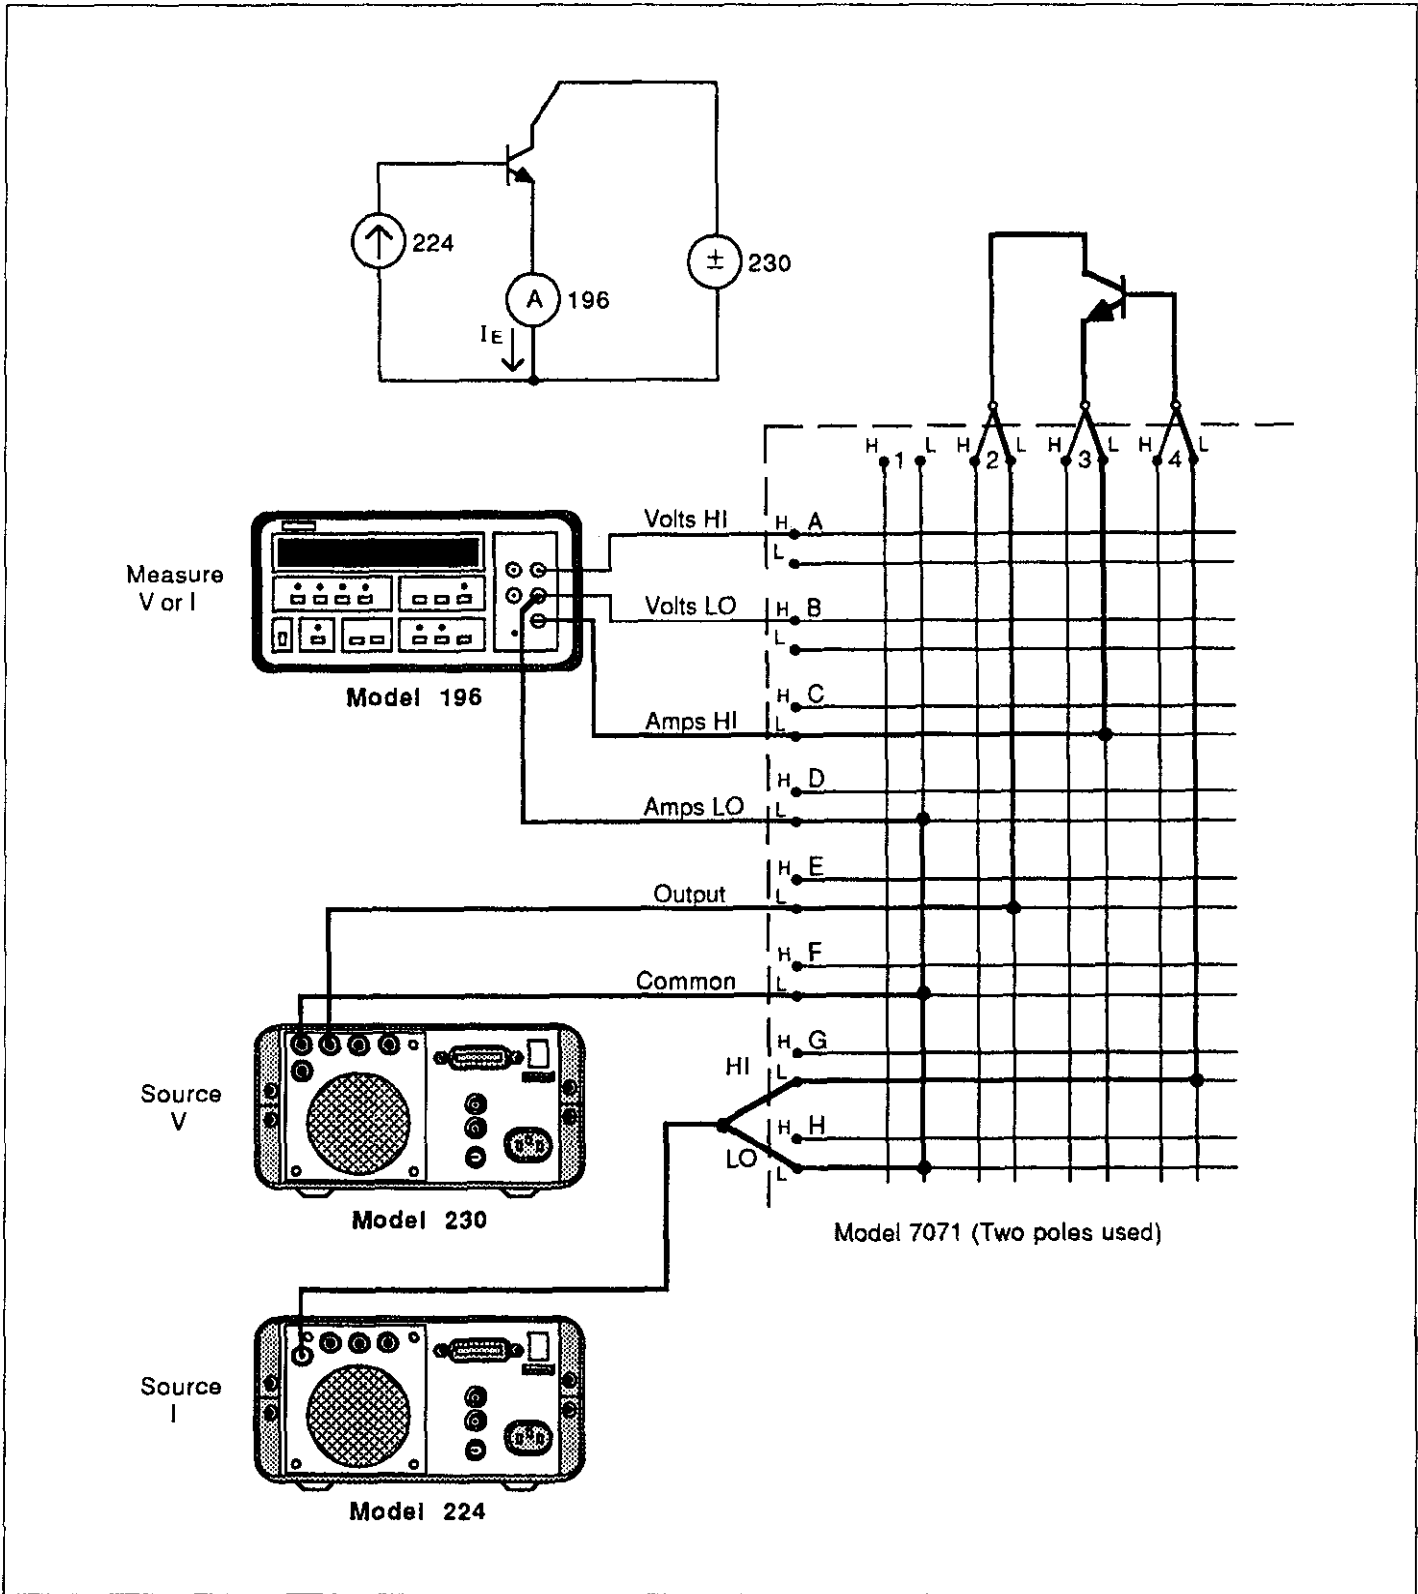 224
230
A
196
IE
H 1 L H 2 L H 3 L H 4 L
Volts HI
H A
L
Measure
V or I
Volts LO
H B
L
Model 196
H C
Amps HI
L
H D
Amps LO
L
H E
Output
L
H F
Common
L
H G
HI
L
Source
V
H H
LO
L
Model 230
Model 7071 (Two poles used)
Source
I
Model 224